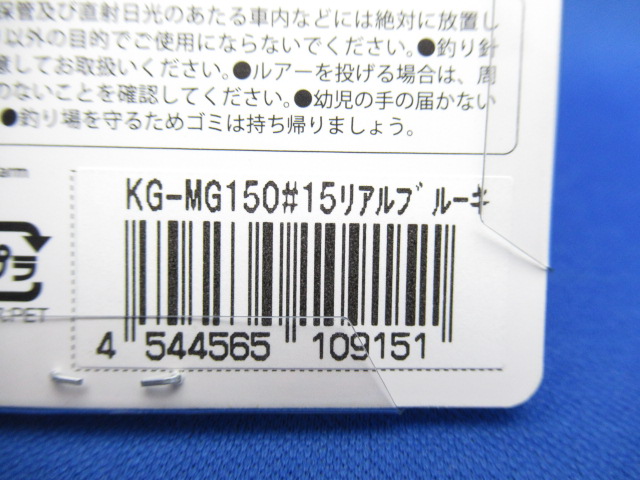 保管及び直射日光のあたる車内などには絶対に放置し
以外の目的でご使用にならないでください。●釣り針
してお取扱いください。●ルアーを投げる場合は、周
のないことを確認してください。●幼児の手の届かない
●釣り場を守るためゴミは持ち帰りましょう。
arm
KG-MG150#15リアルブルーギ
プラ
PET
4 544565 109151